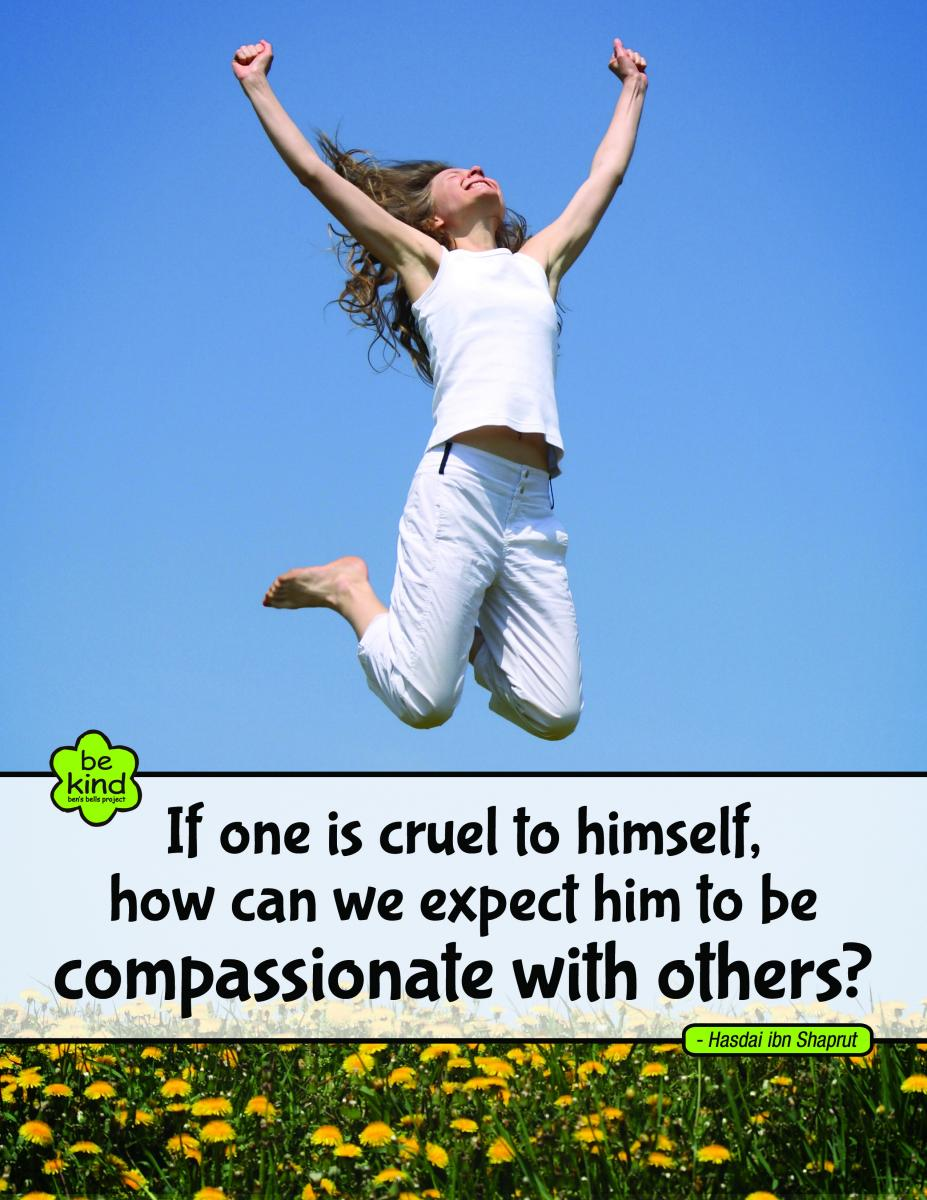 be
kind
ben's bells project
If one is cruel to himself,
how can we expect him to be
compassionate with others?
- Hasdai ibn Shaprut